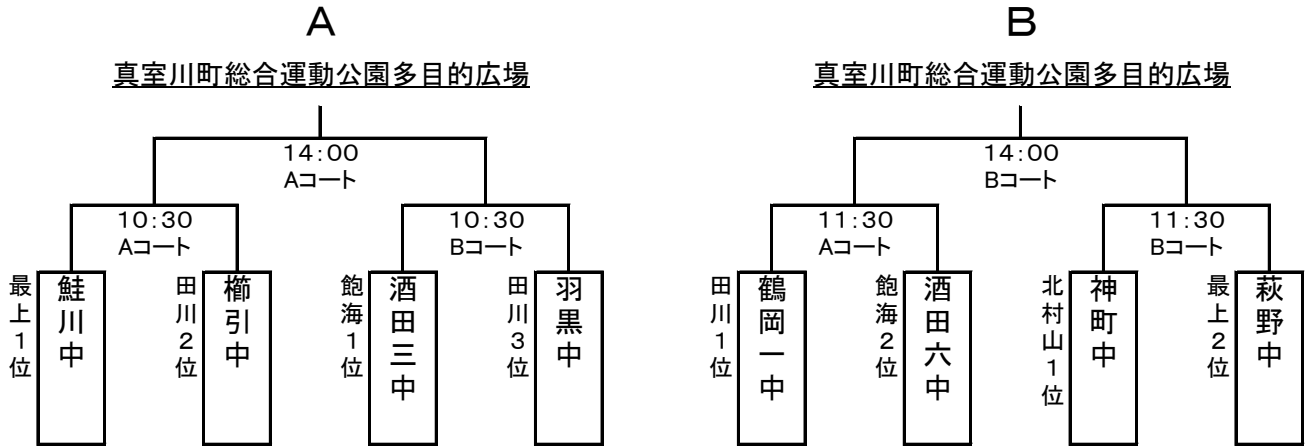 A
真室川町総合運動公園多目的広場
14:00
Aコート
10:30
Aコート
10:30
Bコート
最上1位
鮭川中
田川2位
櫛引中
飽海1位
酒田三中
田川3位
羽黒中
B
真室川町総合運動公園多目的広場
14:00
Bコート
11:30
Aコート
11:30
Bコート
田川1位
鶴岡一中
飽海2位
酒田六中
北村山1位
神町中
最上2位
萩野中